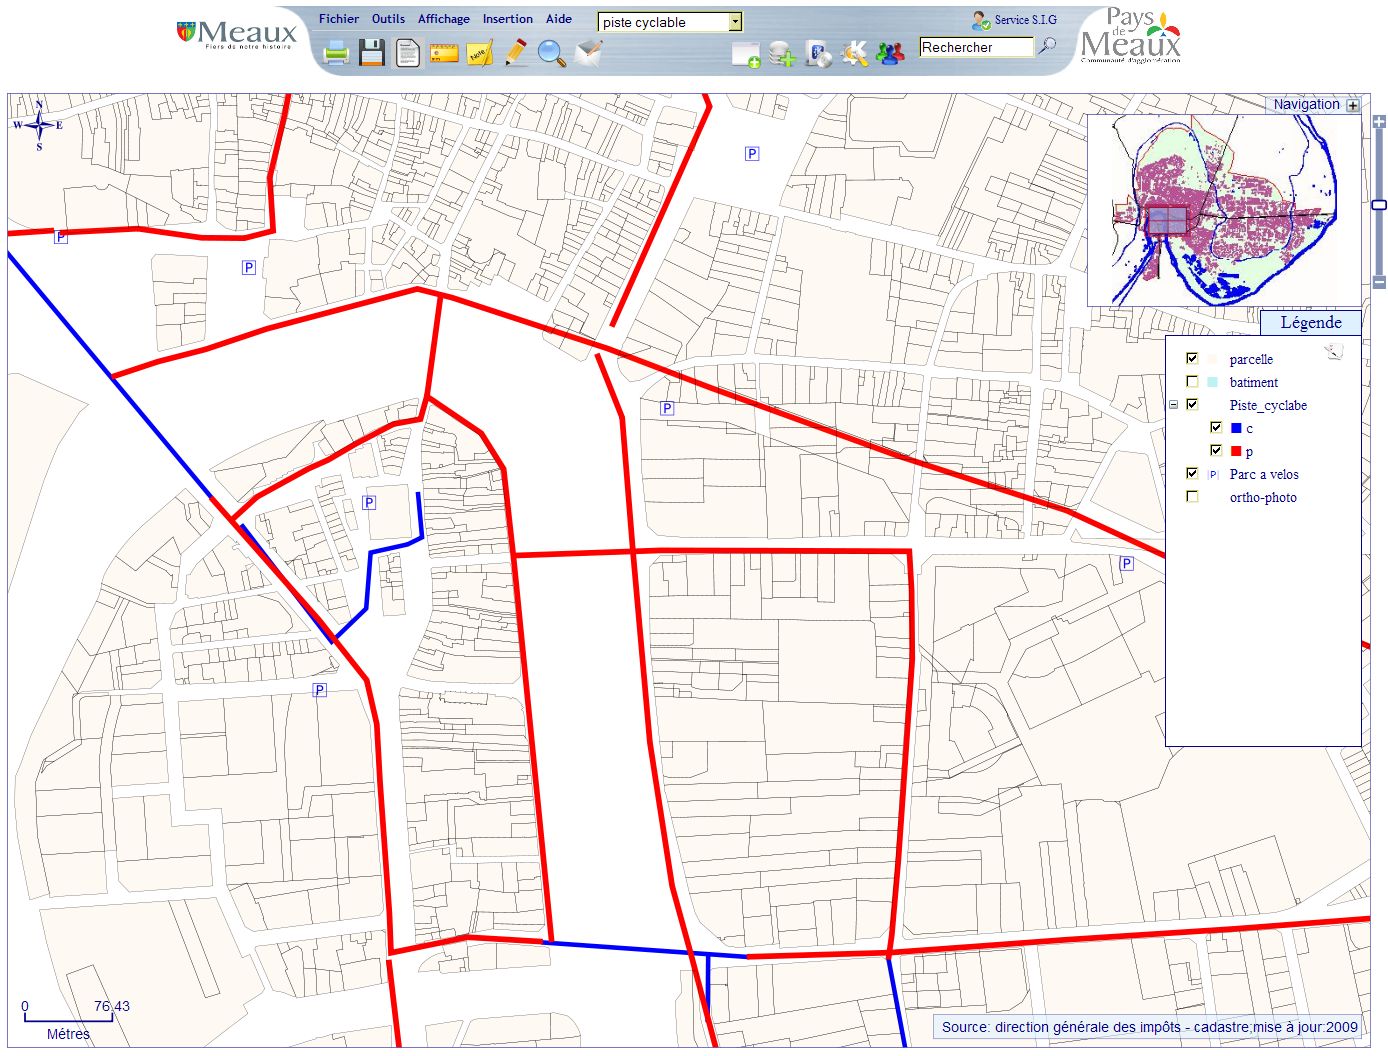 Meaux
Fiers de notre histoire
Fichier Outils Affichage Insertion Aide
piste cyclable
Service S.I.G
Rechercher
Note
Pays
de
Meaux
Communauté d'agglomération
N
W E
S
Navigation +
P
P
P
Légende
parcelle
batiment
Piste_cyclabe
P
c
p
P Parc a velos
ortho-photo
P
P
P
0 76,43
Métres
Source: direction générale des impôts - cadastre;mise à jour:2009